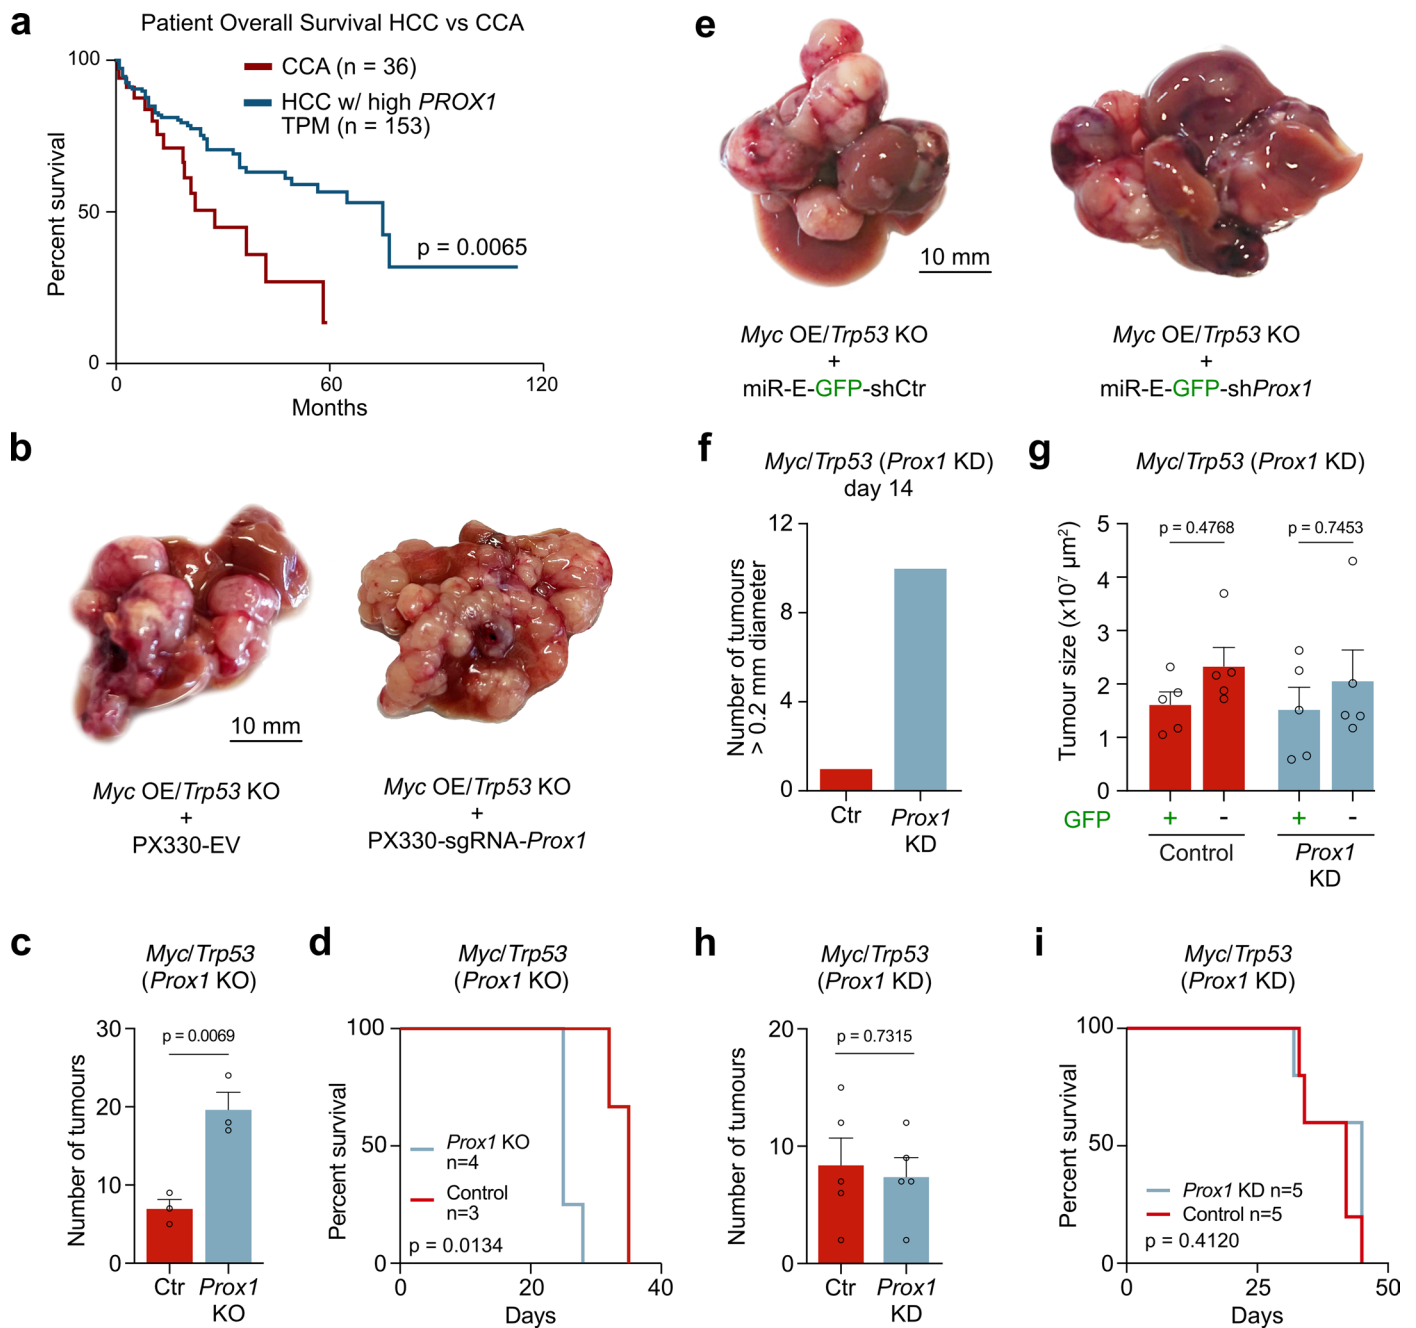 a
Patient Overall Survival HCC vs CCA
100
50
0
Percent survival
CCA (n = 36)
HCC w/ high PROX1
TPM (n = 153)
p = 0.0065
0
60
120
Months
b
10 mm
Myc OE/Trp53 KO
+
PX330-EV
Myc OE/Trp53 KO
+
PX330-sgRNA-Prox1
c
Myc/Trp53
(Prox1 KO)
Number of tumours
30
20
10
0
p = 0.0069
Ctr
Prox1
KO
d
Myc/Trp53
(Prox1 KO)
Percent survival
100
50
0
Prox1 KO
n=4
Control
n=3
p = 0.0134
0
20
40
Days
e
10 mm
Myc OE/Trp53 KO
+
miR-E-GFP-shCtr
Myc OE/Trp53 KO
+
miR-E-GFP-shProx1
f
Myc/Trp53 (Prox1 KD)
day 14
Number of tumours
> 0.2 mm diameter
12
8
4
0
Ctr
Prox1
KD
g
Myc/Trp53 (Prox1 KD)
Tumour size (x10⁷ µm²)
5
4
3
2
1
0
p = 0.4768
p = 0.7453
GFP
+
-
+
-
Control
Prox1
KD
h
Myc/Trp53
(Prox1 KD)
Number of tumours
20
10
0
p = 0.7315
Ctr
Prox1
KD
i
Myc/Trp53
(Prox1 KD)
Percent survival
100
50
0
Prox1 KD n=5
Control n=5
p = 0.4120
0
25
50
Days